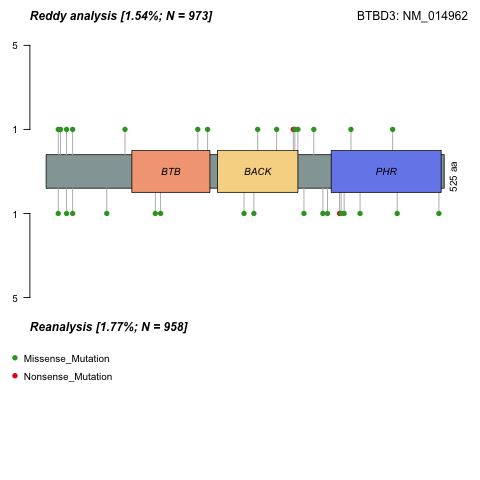 Reddy analysis [1.54%; N = 973]
BTBD3: NM_014962
5
1
BTB
BACK
PHR
525 aa
1
5
Reanalysis [1.77%; N = 958]
Missense_Mutation
Nonsense_Mutation